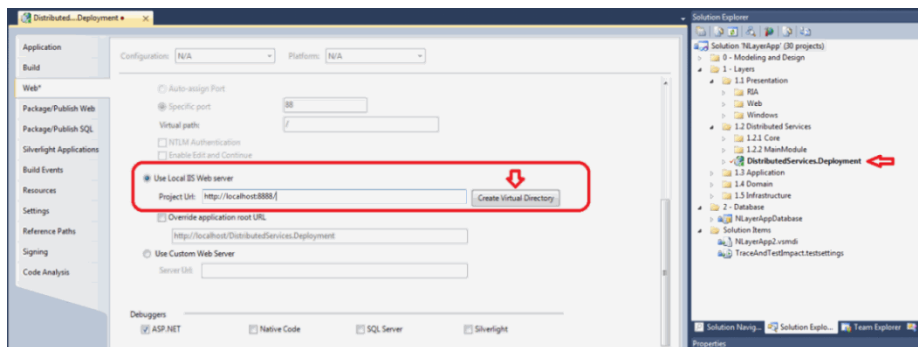 Distributed....Deployment
Application
Build
Web*
Package/Publish Web
Package/Publish SQL
Silverlight Applications
Build Events
Resources
Settings
Reference Paths
Signing
Code Analysis
Configuration: N/A Platform: N/A
Auto-assign Port
Specific port 88
Virtual path: /
NTLM Authentication
Enable Edit and Continue
Use Local IIS Web server
Project Url: http://localhost:8888/
Create Virtual Directory
Override application root URL
http://localhost/DistributedServices.Deployment
Use Custom Web Server
Server Url:
Debuggers
ASP.NET Native Code SQL Server Silverlight
Solution Explorer
Solution 'NLayerApp' (30 projects)
0 - Modeling and Design
1 - Layers
1.1 Presentation
RIA
Web
Windows
1.2 Distributed Services
1.2.1 Core
1.2.2 MainModule
DistributedServices.Deployment
1.3 Application
1.4 Domain
1.5 Infrastructure
2 - Database
NLayerAppDatabase
Solution Items
NLayerApp2.vsmdi
TraceAndTestImpact.testsettings
Solution Navig... Solution Explo... Team Explorer
Properties